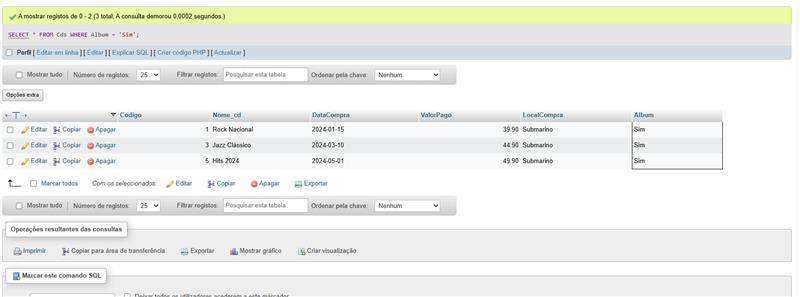 A mostrar registos de 0 - 2 (3 total, A consulta demorou 0,0002 segundos.)
SELECT * FROM Cds WHERE Album = 'Sim';
Perfil [ Editar em linha ] [ Editar ] [ Explicar SQL ] [ Criar código PHP ] [ Actualizar ]
Mostrar tudo Número de registos: 25 Filtrar registos: Pesquisar esta tabela Ordenar pela chave: Nenhum
Opções extra
←T→ Codigo Nome_cd DataCompra ValorPago LocalCompra Album
Editar Copiar Apagar 1 Rock Nacional 2024-01-15 39.90 Submarino Sim
Editar Copiar Apagar 3 Jazz Clássico 2024-03-10 44.90 Submarino Sim
Editar Copiar Apagar 5 Hits 2024 2024-05-01 49.90 Submarino Sim
Marcar todos Com os seleccionados: Editar Copiar Apagar Exportar
Mostrar tudo Número de registos: 25 Filtrar registos: Pesquisar esta tabela Ordenar pela chave: Nenhum
Operações resultantes das consultas
Imprimir Copiar para área de transferência Exportar Mostrar gráfico Criar visualização
Marcar este comando SQL
Deixar todos os utilizadores acederem a este marcador